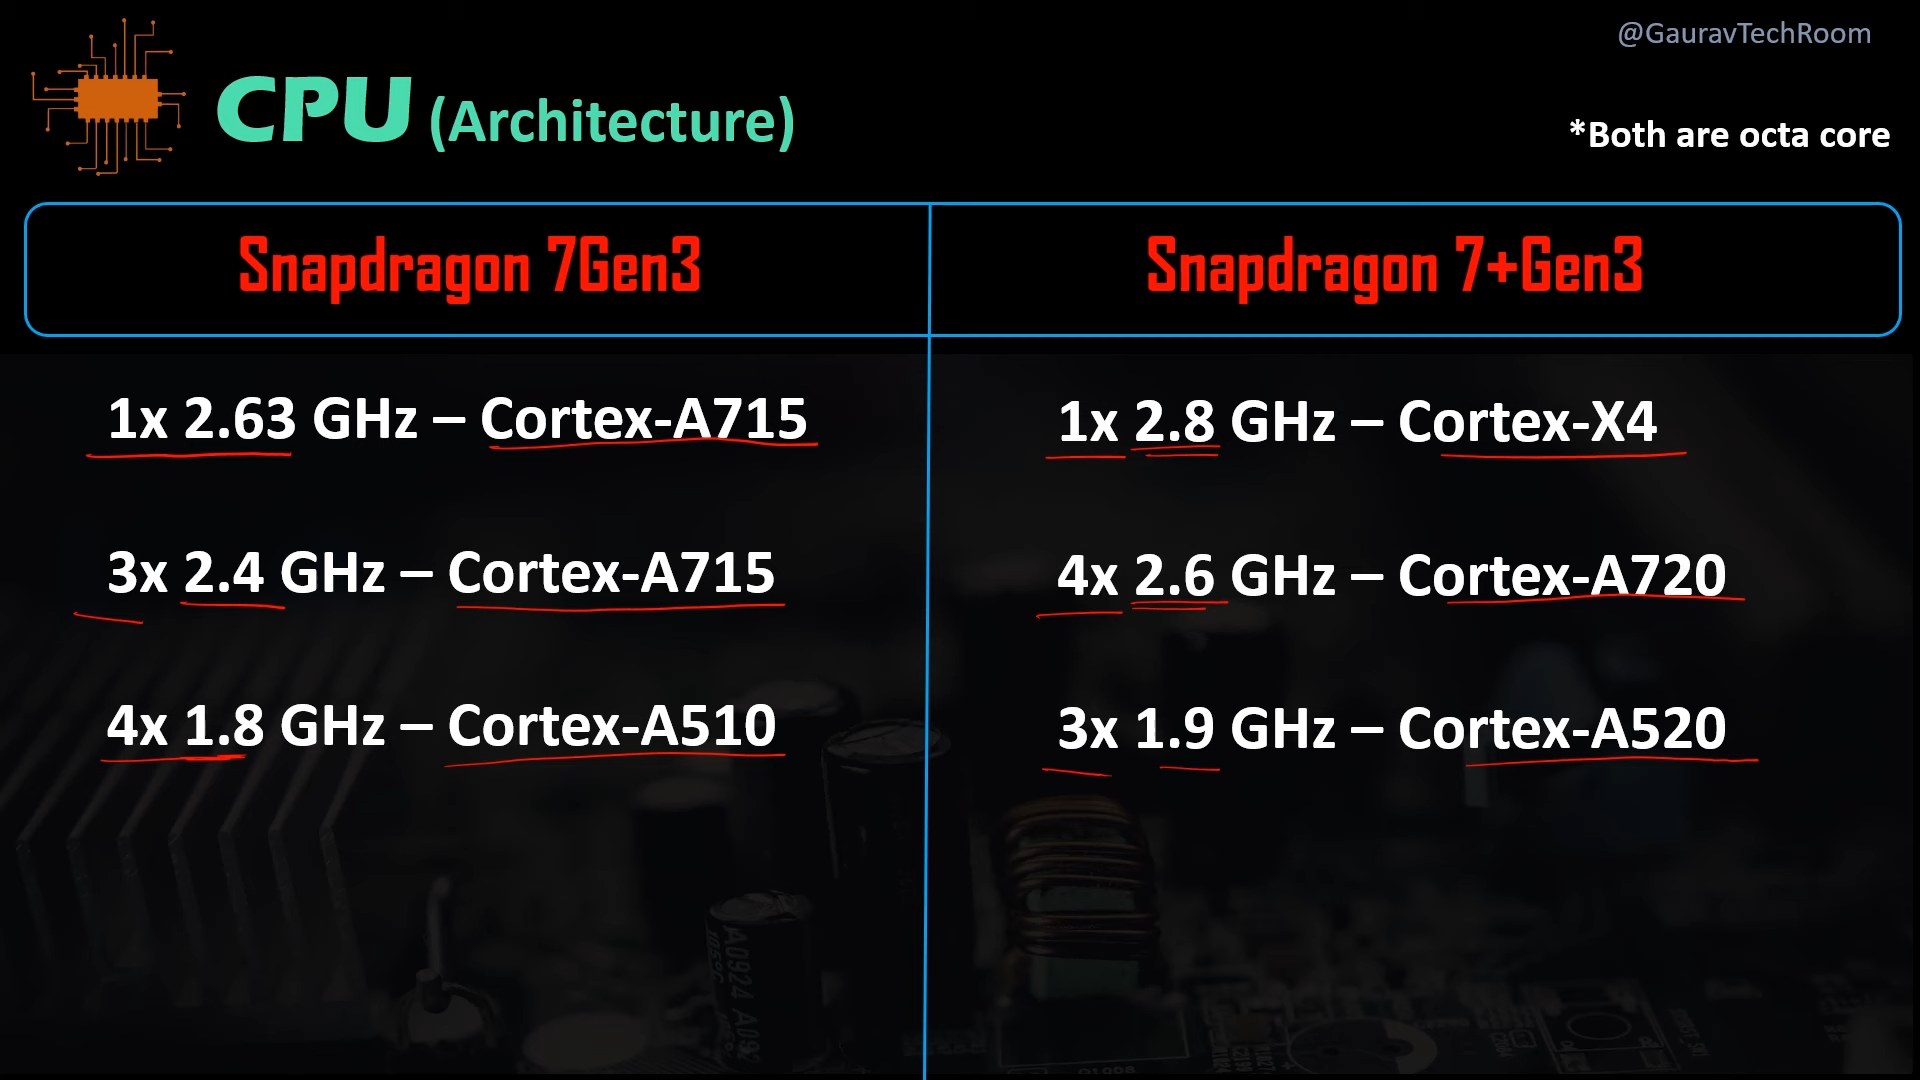 @GauravTechRoom
CPU (Architecture)
*Both are octa core
Snapdragon 7Gen3
Snapdragon 7+Gen3
1x 2.63 GHz – Cortex-A715
1x 2.8 GHz – Cortex-X4
3x 2.4 GHz – Cortex-A715
4x 2.6 GHz – Cortex-A720
4x 1.8 GHz – Cortex-A510
3x 1.9 GHz – Cortex-A520